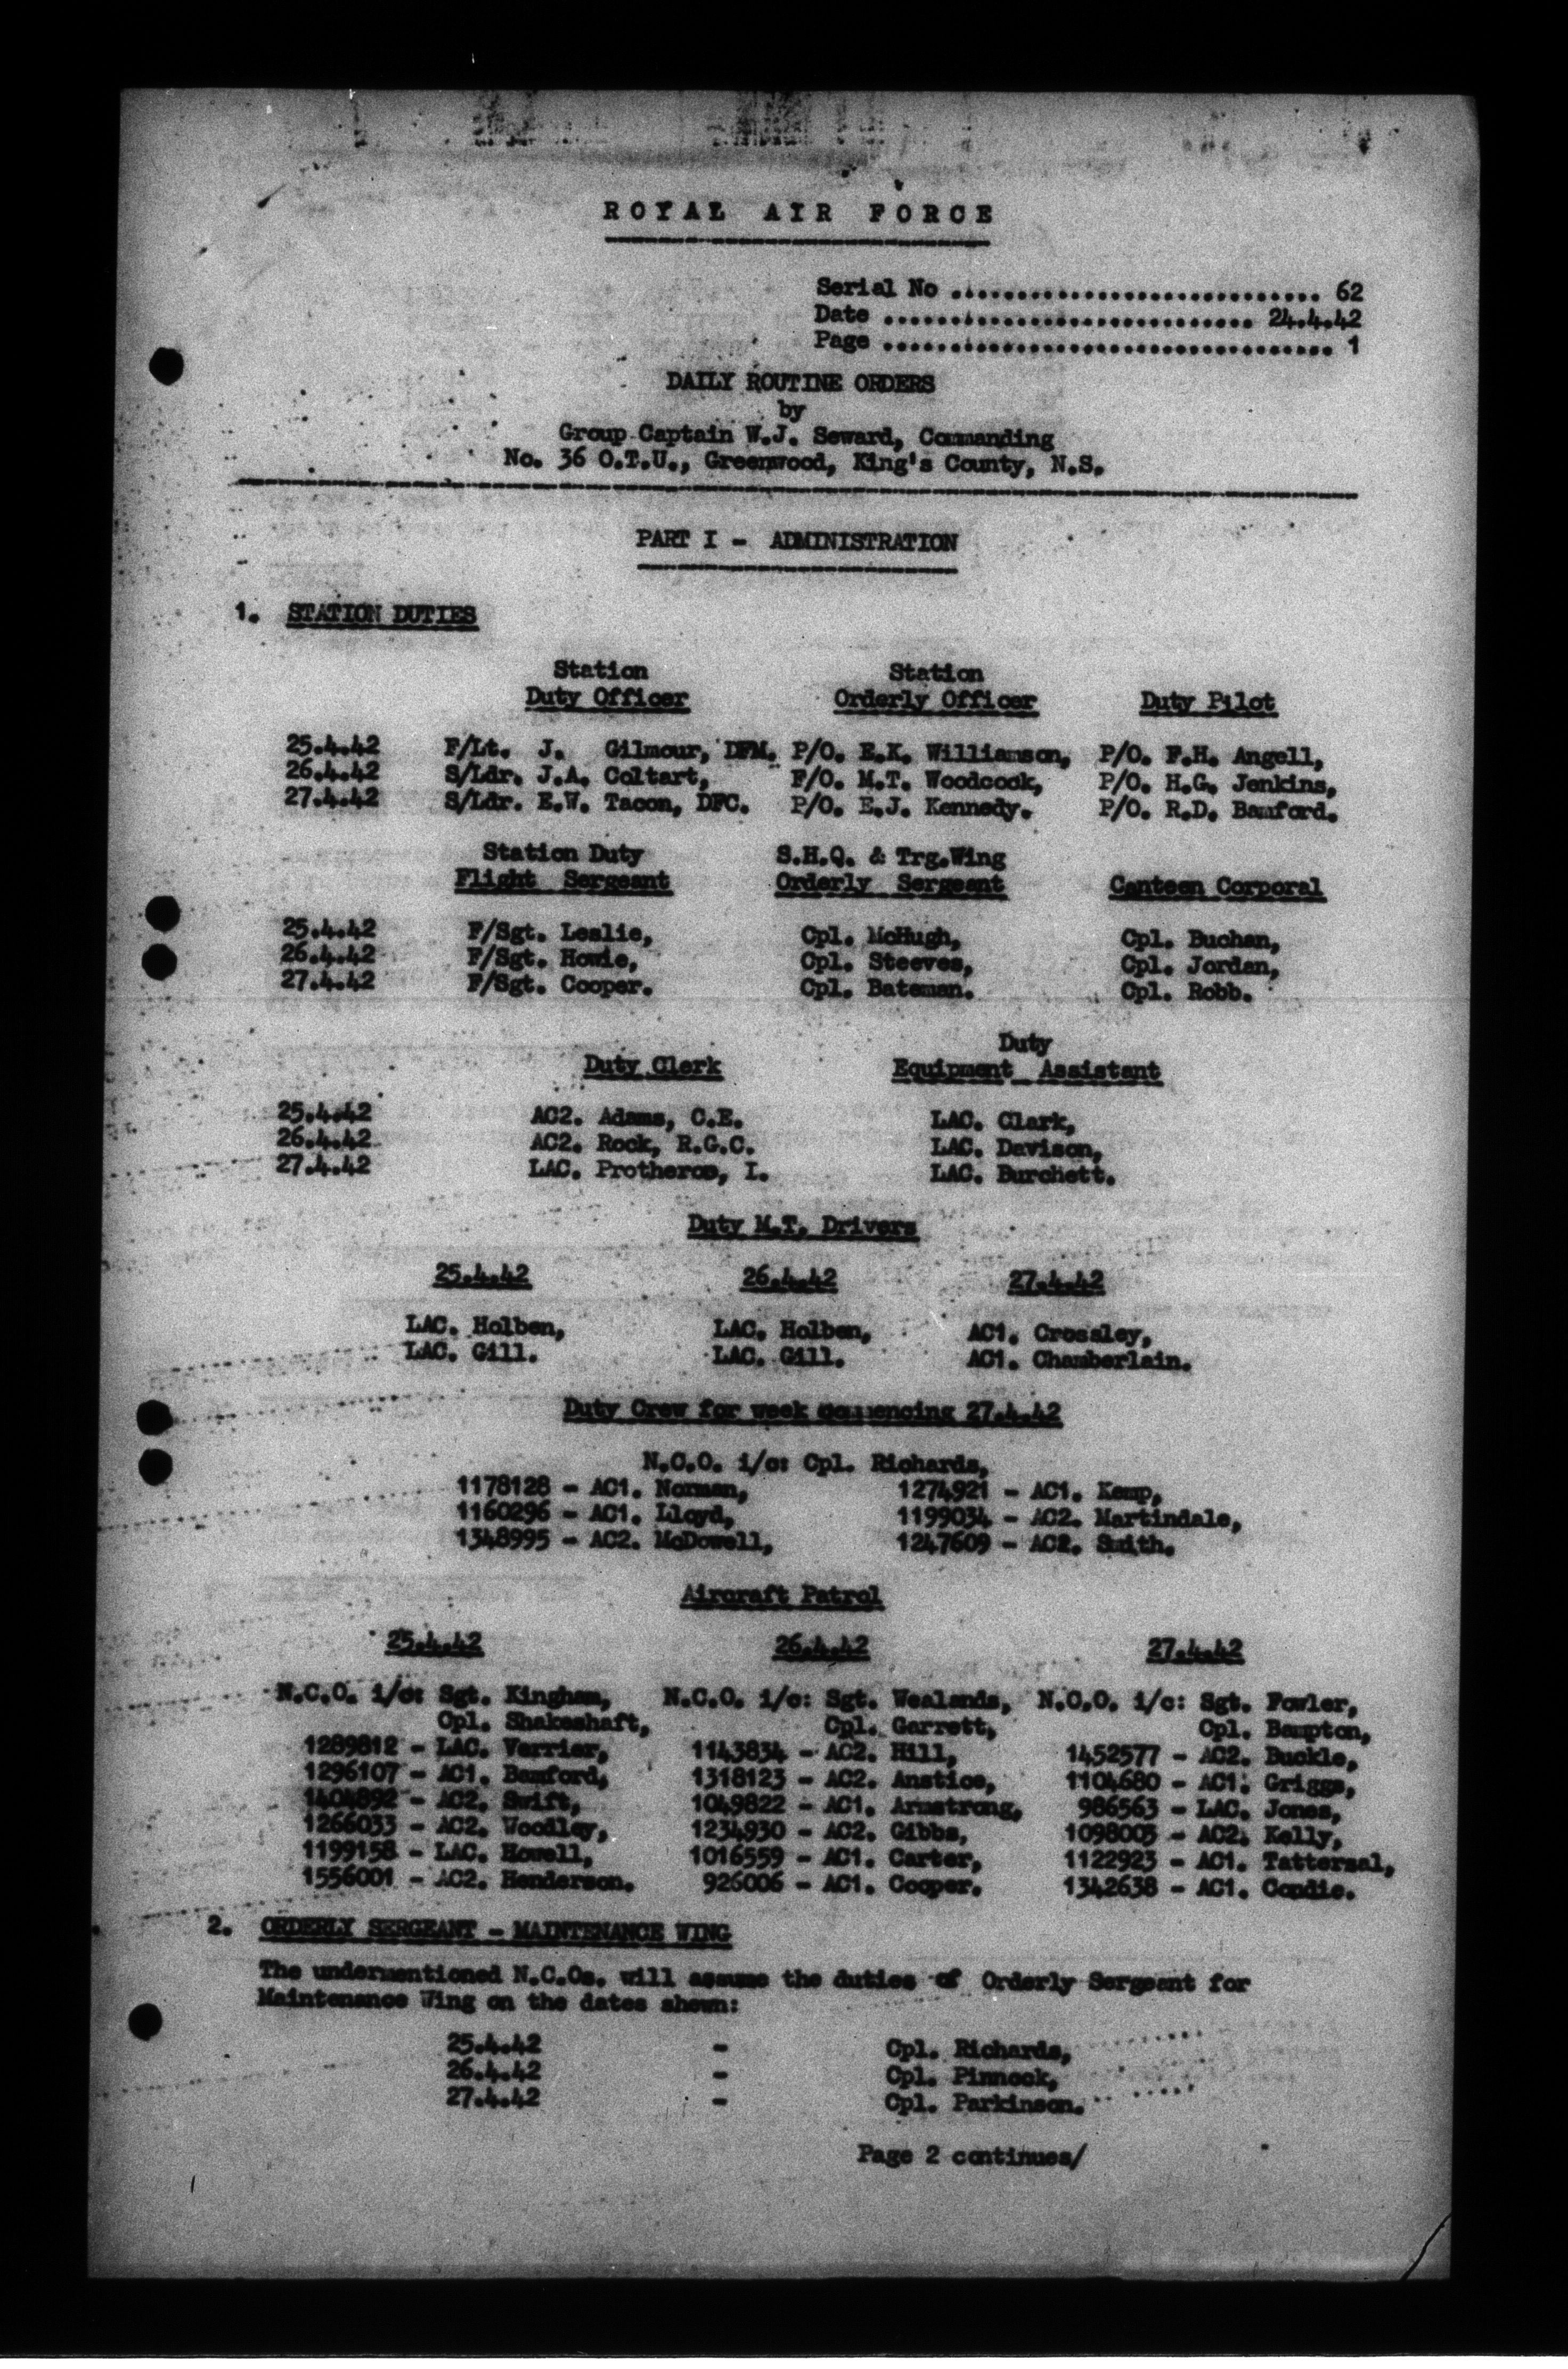 ROYAL AIR FORCE
Serial No ............................ 62
Date ............................ 24.4.42
Page .................................. 1
DAILY ROUTINE ORDERS
by
Group Captain W.J. Seward, Commanding
No. 36 O.T.U., Greenwood, King's County, N.S.
PART I - ADMINISTRATION
1. STATION DUTIES
Station Station
Duty Officer Orderly Officer Duty Pilot
25.4.42 F/Lt. J. Gilmour, DFM. P/O. E.K. Williamson, P/O. F.H. Angell,
26.4.42 S/Ldr. J.A. Coltart, F/O. M.T. Woodcock, P/O. H.G. Jenkins,
27.4.42 S/Ldr. E.W. Tacon, DFC. P/O. E.J. Kennedy. P/O. R.D. Bamford.
Station Duty S.H.Q. & Trg.Wing
Flight Sergeant Orderly Sergeant Canteen Corporal
25.4.42 F/Sgt. Leslie, Cpl. McHugh, Cpl. Buchan,
26.4.42 F/Sgt. Howie, Cpl. Steeves, Cpl. Jordan,
27.4.42 F/Sgt. Cooper. Cpl. Bateman. Cpl. Robb.
Duty
Duty Clerk Equipment Assistant
25.4.42 AC2. Adams, C.E. LAC. Clark,
26.4.42 AC2. Rock, R.G.C. LAC. Davison,
27.4.42 LAC. Protheroe, I. LAC. Burchett.
Duty M.T. Drivers
25.4.42 26.4.42 27.4.42
LAC. Holben, LAC. Holben, AC1. Crossley,
LAC. Gill. LAC. Gill. AC1. Chamberlain.
Duty Crew for week commencing 27.4.42
N.C.O. i/c: Cpl. Richards,
1178128 - AC1. Norman, 1274921 - AC1. Kemp,
1160296 - AC1. Lloyd, 1199034 - AC2. Martindale,
1348995 - AC2. McDowell, 1247609 - AC2. Smith.
Aircraft Patrol
25.4.42 26.4.42 27.4.42
N.C.O. i/c: Sgt. Kingham, N.C.O. i/c: Sgt. Wealands, N.C.O. i/c: Sgt. Fowler,
Cpl. Shakeshaft, Cpl. Garrett, Cpl. Bampton,
1289812 - LAC. Verrier, 1143834 - AC2. Hill, 1452577 - AC2. Buckle,
1296107 - AC1. Bamford, 1318123 - AC2. Anstice, 1104680 - AC1. Griggs,
1404892 - AC2. Swift, 1049822 - AC1. Armstrong, 986563 - LAC. Jones,
1266033 - AC2. Woodley, 1234930 - AC2. Gibbs, 1098003 - AC2. Kelly,
1199158 - LAC. Howell, 1016559 - AC1. Carter, 1122923 - AC1. Tattersal,
1556001 - AC2. Henderson. 926006 - AC1. Cooper. 1342638 - AC1. Condie.
2. ORDERLY SERGEANT - MAINTENANCE WING
The undermentioned N.C.Os. will assume the duties of Orderly Sergeant for
Maintenance Wing on the dates shown:
25.4.42 - Cpl. Richards,
26.4.42 - Cpl. Pinnock,
27.4.42 - Cpl. Parkinson.
Page 2 continues/